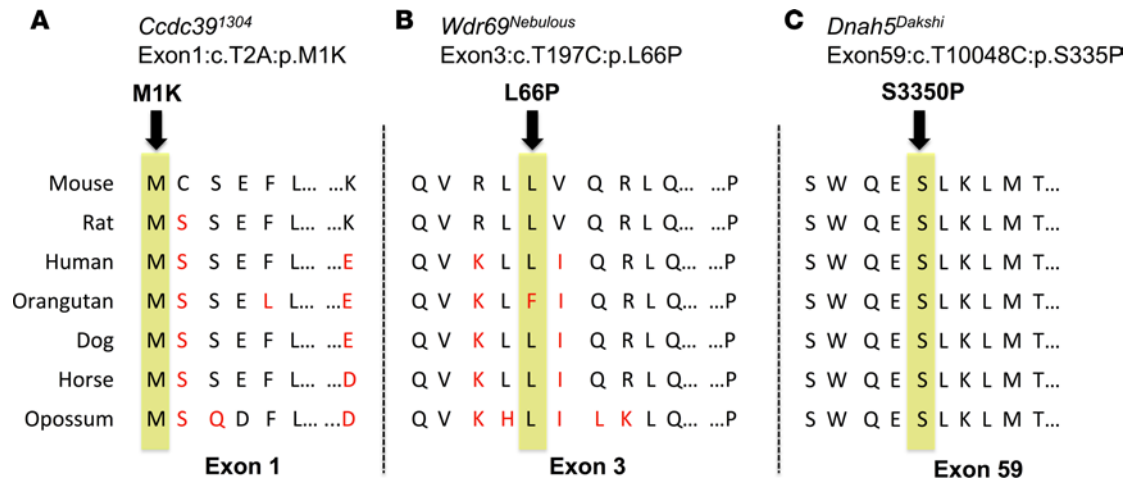 A Ccdc39^1304 B Wdr69^Nebulous C Dnah5^Dakshi
Exon1:c.T2A:p.M1K Exon3:c.T197C:p.L66P Exon59:c.T10048C:p.S335P
M1K L66P S3350P
Mouse M C S E F L... ...K Q V R L L V Q R L Q... ...P S W Q E S L K L M T...
Rat M S S E F L... ...K Q V R L L V Q R L Q... ...P S W Q E S L K L M T...
Human M S S E F L... ...E Q V K L L I Q R L Q... ...P S W Q E S L K L M T...
Orangutan M S S E L L... ...E Q V K L F I Q R L Q... ...P S W Q E S L K L M T...
Dog M S S E F L... ...E Q V K L L I Q R L Q... ...P S W Q E S L K L M T...
Horse M S S E F L... ...D Q V K L L I Q R L Q... ...P S W Q E S L K L M T...
Opossum M S Q D F L... ...D Q V K H L I L K L Q... ...P S W Q E S L K L M T...
Exon 1 Exon 3 Exon 59